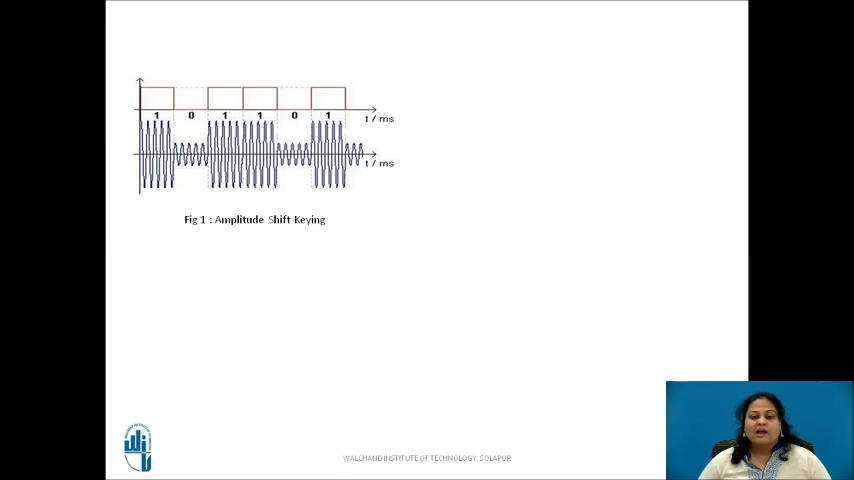 1 0 1 1 0 1
t / ms
t / ms
Fig 1 : Amplitude Shift Keying
WALCHAND INSTITUTE OF TECHNOLOGY, SOLAPUR